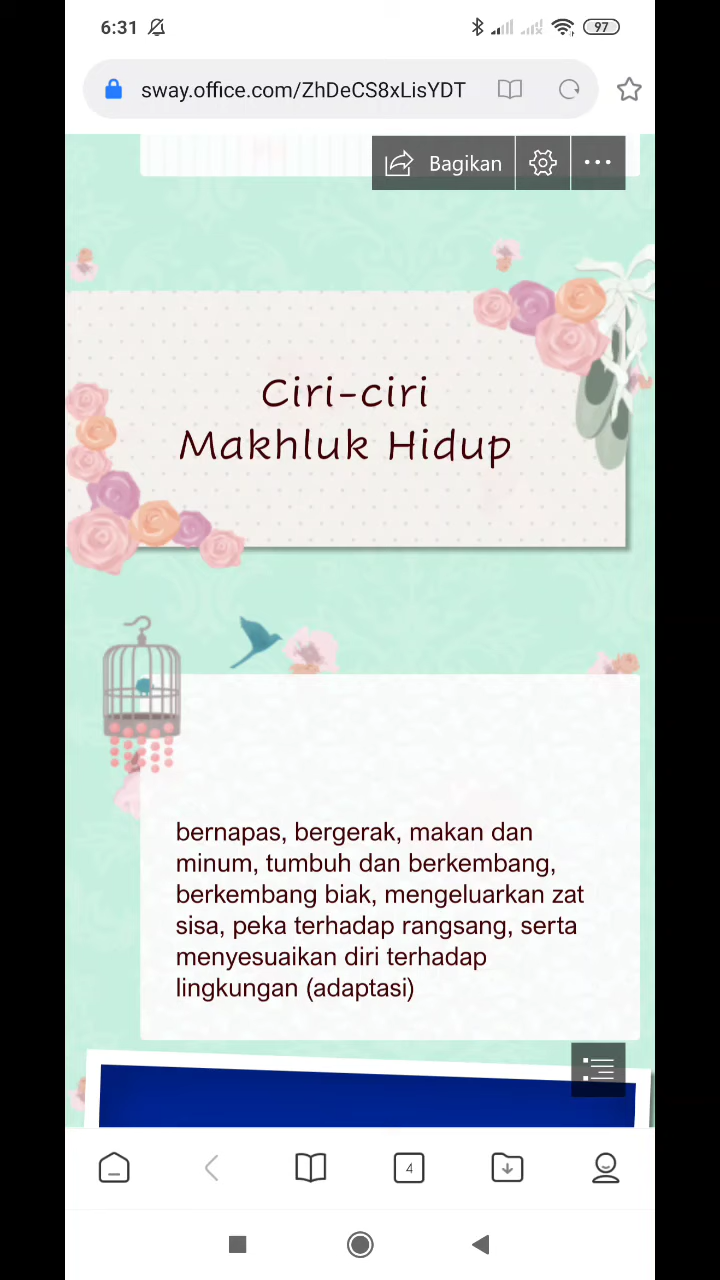 6:31
97
sway.office.com/ZhDeCS8xLisYDT
Bagikan
Ciri-ciri
Makhluk Hidup
bernapas, bergerak, makan dan
minum, tumbuh dan berkembang,
berkembang biak, mengeluarkan zat
sisa, peka terhadap rangsang, serta
menyesuaikan diri terhadap
lingkungan (adaptasi)
4